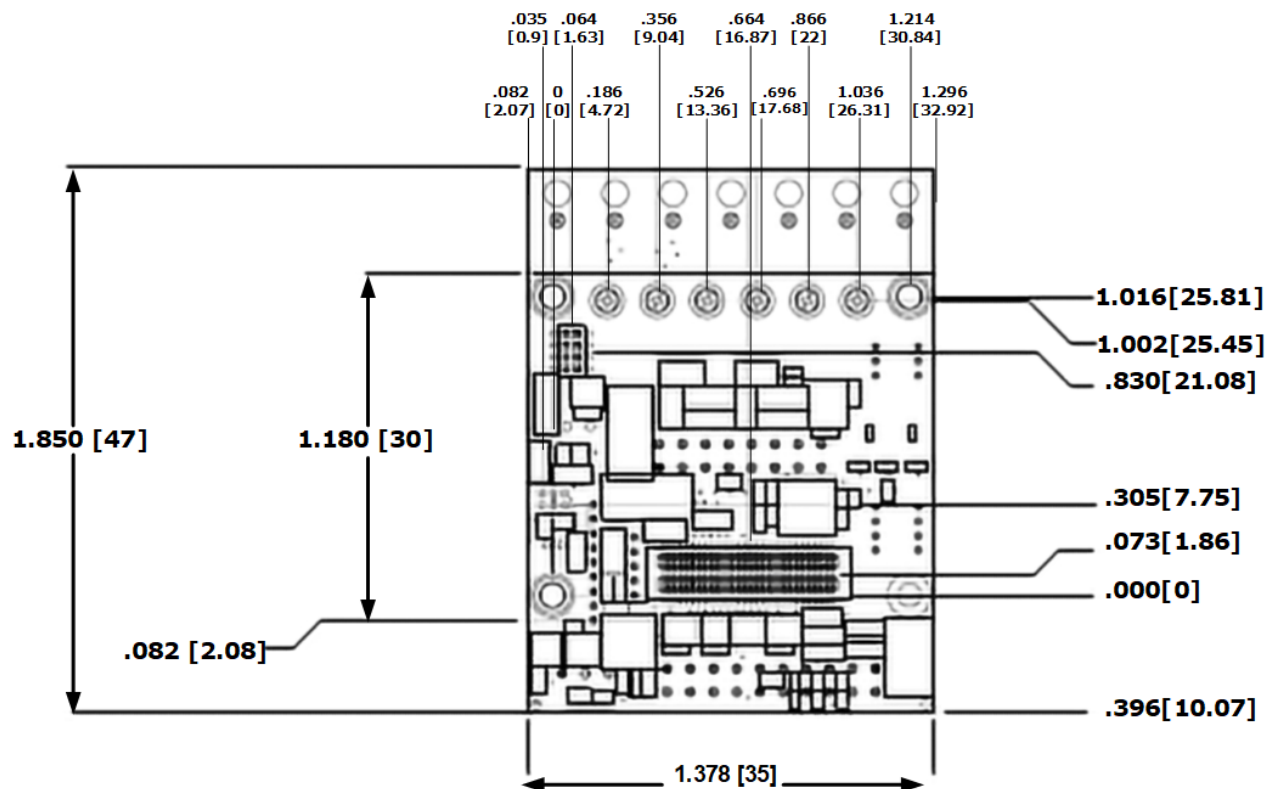 .035 .064 .356 .664 .866 1.214
[0.9] [1.63] [9.04] [16.87] [22] [30.84]
.082 0 .186 .526 .696 1.036 1.296
[2.07] [0] [4.72] [13.36] [17.68] [26.31] [32.92]
1.016[25.81]
1.002[25.45]
.830[21.08]
1.850 [47]
1.180 [30]
.305[7.75]
.073[1.86]
.000[0]
.082 [2.08]
.396[10.07]
1.378 [35]